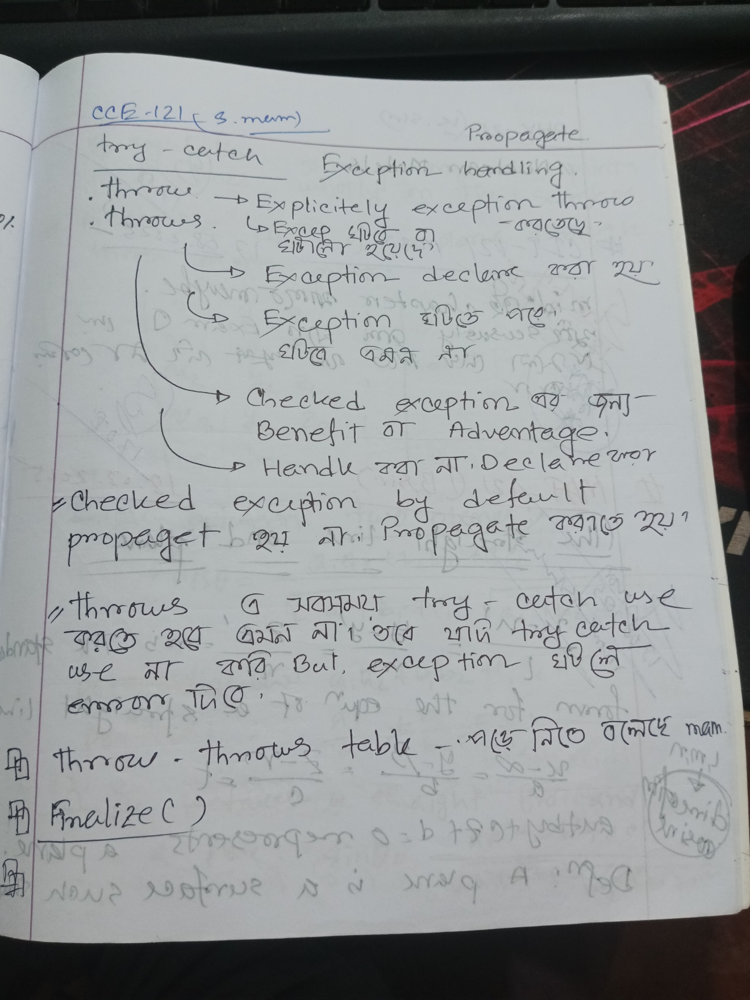 CCE-121 (S. mam)
Propagate
try - catch
Exception handling.
. throw → Explicitely exception throw
করতেছে
. throws. ↳ Excep ঘটবে বা
ঘটানো হয়েছে।
→ Exception declare করা হয়
→ Exception ঘটতে পারে।
ঘটবে এমন না
→ Checked exception এর জন্য
Benefit বা Advantage.
→ Handle করা না। Declare করা
Checked exception by default
propaget হয় না। Propagate করাতে হয়।
throws এ সবসময় try - catch use
করতে হবে এমন না। তবে যদি try catch
use না করি But, exception ঘটলে
error দিবে।
throw - throws table - পড়ে নিতে বলেছে mam.
Finalize( )